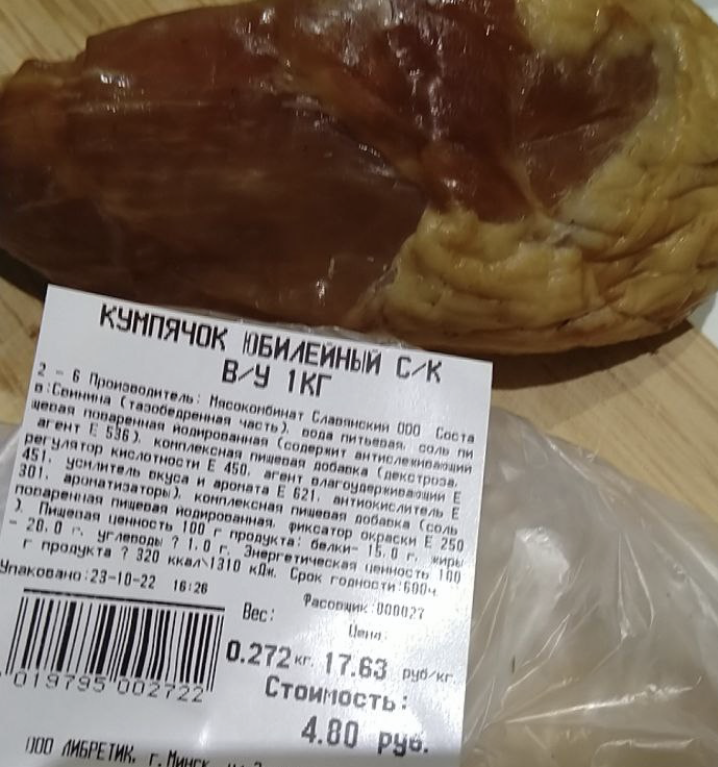 КУМПЯЧОК ЮБИЛЕЙНЫЙ С/К
В/У 1КГ
2 - 6 Производитель: Мясокомбинат Славянский ООО Соста
в:Свинина (тазобедренная часть), вода питьевая, соль пи
щевая поваренная йодированная (содержит антислеживающий
агент Е 536), комплексная пищевая добавка (декстроза,
регулятор кислотности Е 450, агент влагоудерживающий Е
451, усилитель вкуса и аромата Е 621, антиокислитель Е
301, ароматизаторы), комплексная пищевая добавка (соль
поваренная пищевая йодированная, фиксатор окраски Е 250
). Пищевая ценность 100 г продукта: белки- 15.0 г, жиры
- 28.0 г, углеводы ? 1.0 г. Энергетическая ценность 100
г продукта ? 320 ккал\1310 кДж. Срок годности:600ч
Упаковано:23-10-22 16:26
Фасовщик:000027
Вес:
Цена
0.272кг. 17.63 руб/кг.
019795 002722
Стоимость:
4.80 руб.
ООО ЛИБРЕТИК, г.Минск,